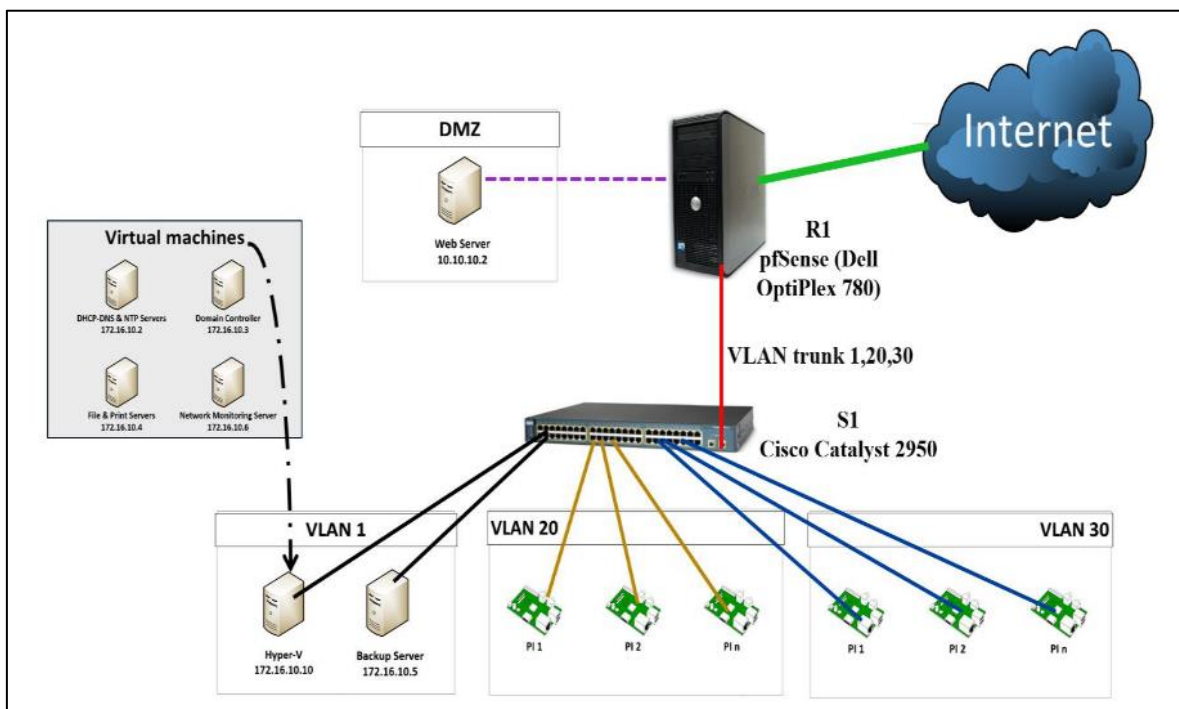 Internet
DMZ
Web Server
10.10.10.2
R1
pfSense (Dell
OptiPlex 780)
Virtual machines
DHCP-DNS & NTP Servers
172.16.10.2
Domain Controller
172.16.10.3
File & Print Servers
172.16.10.4
Network Monitoring Server
172.16.10.6
VLAN trunk 1,20,30
S1
Cisco Catalyst 2950
VLAN 1
Hyper-V
172.16.10.10
Backup Server
172.16.10.5
VLAN 20
PI 1
PI 2
PI n
VLAN 30
PI 1
PI 2
PI n